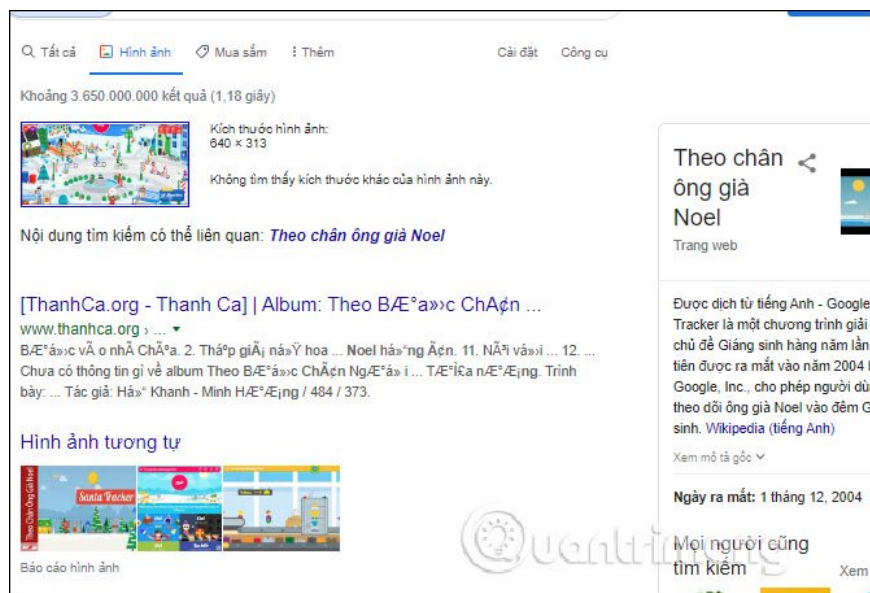 Tất cả Hình ảnh Mua sắm Thêm Cài đặt Công cụ
Khoảng 3.650.000.000 kết quả (1,18 giây)
Kích thước hình ảnh:
640 × 313
Không tìm thấy kích thước khác của hình ảnh này.
Nội dung tìm kiếm có thể liên quan: Theo chân ông già Noel
[ThanhCa.org - Thanh Ca] | Album: Theo BÆ°á»›c ChÃ¢n ...
www.thanhca.org › ...
BÆ°á»›c vÃ o nhÃ ChÃºa. 2. Tháº­p giÃ¡ ná»Ÿ hoa ... Noel há»“ng Ã¢n. 11. NÃ³i vá»›i ... 12. ...
Chưa có thông tin gì về album Theo BÆ°á»›c ChÃ¢n NgÆ°á»i ... TÆ°Ì£a nÆ°Æ¡ng. Trình
bày: ... Tác giả: Há»“ Khanh - Minh HÆ°Æ¡ng / 484 / 373.
Hình ảnh tương tự
Theo Chân Ông Già Noel
Santa Tracker
Báo cáo hình ảnh
Theo chân
ông già
Noel
Trang web
Được dịch từ tiếng Anh - Google
Tracker là một chương trình giải
chủ đề Giáng sinh hàng năm lần
tiên được ra mắt vào năm 2004
Google, Inc., cho phép người dù
theo dõi ông già Noel vào đêm G
sinh. Wikipedia (tiếng Anh)
Xem mô tả gốc
Ngày ra mắt: 1 tháng 12, 2004
Mọi người cũng
tìm kiếm
Xem
Quantrimang